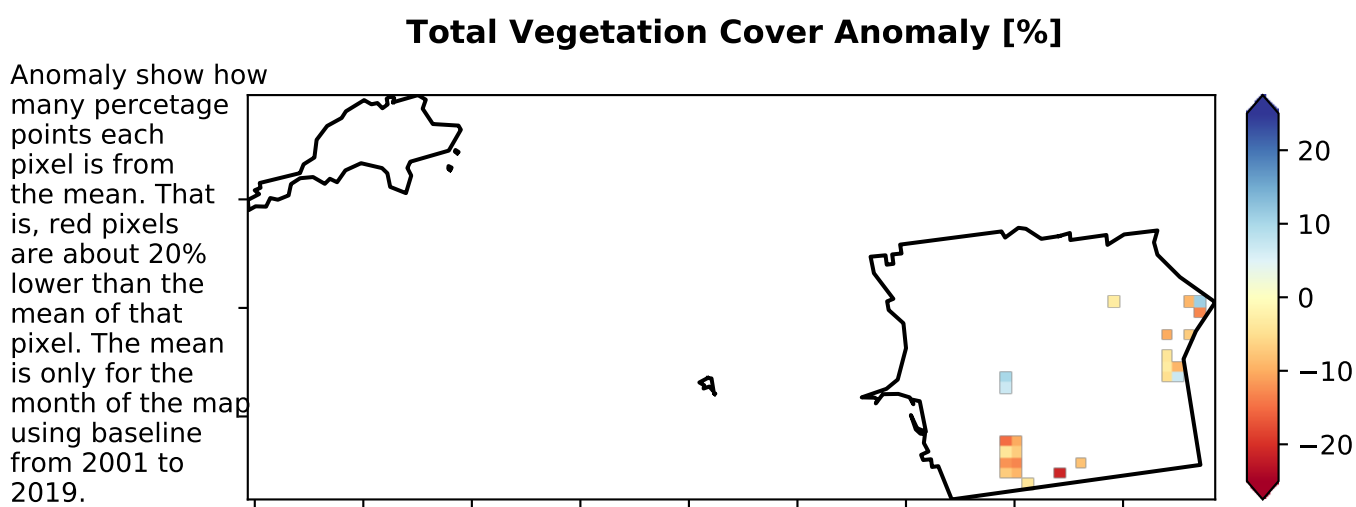 Total Vegetation Cover Anomaly [%]
Anomaly show how
many percetage
points each
pixel is from
the mean. That
is, red pixels
are about 20%
lower than the
mean of that
pixel. The mean
is only for the
month of the map
using baseline
from 2001 to
2019.
20
10
0
−10
−20